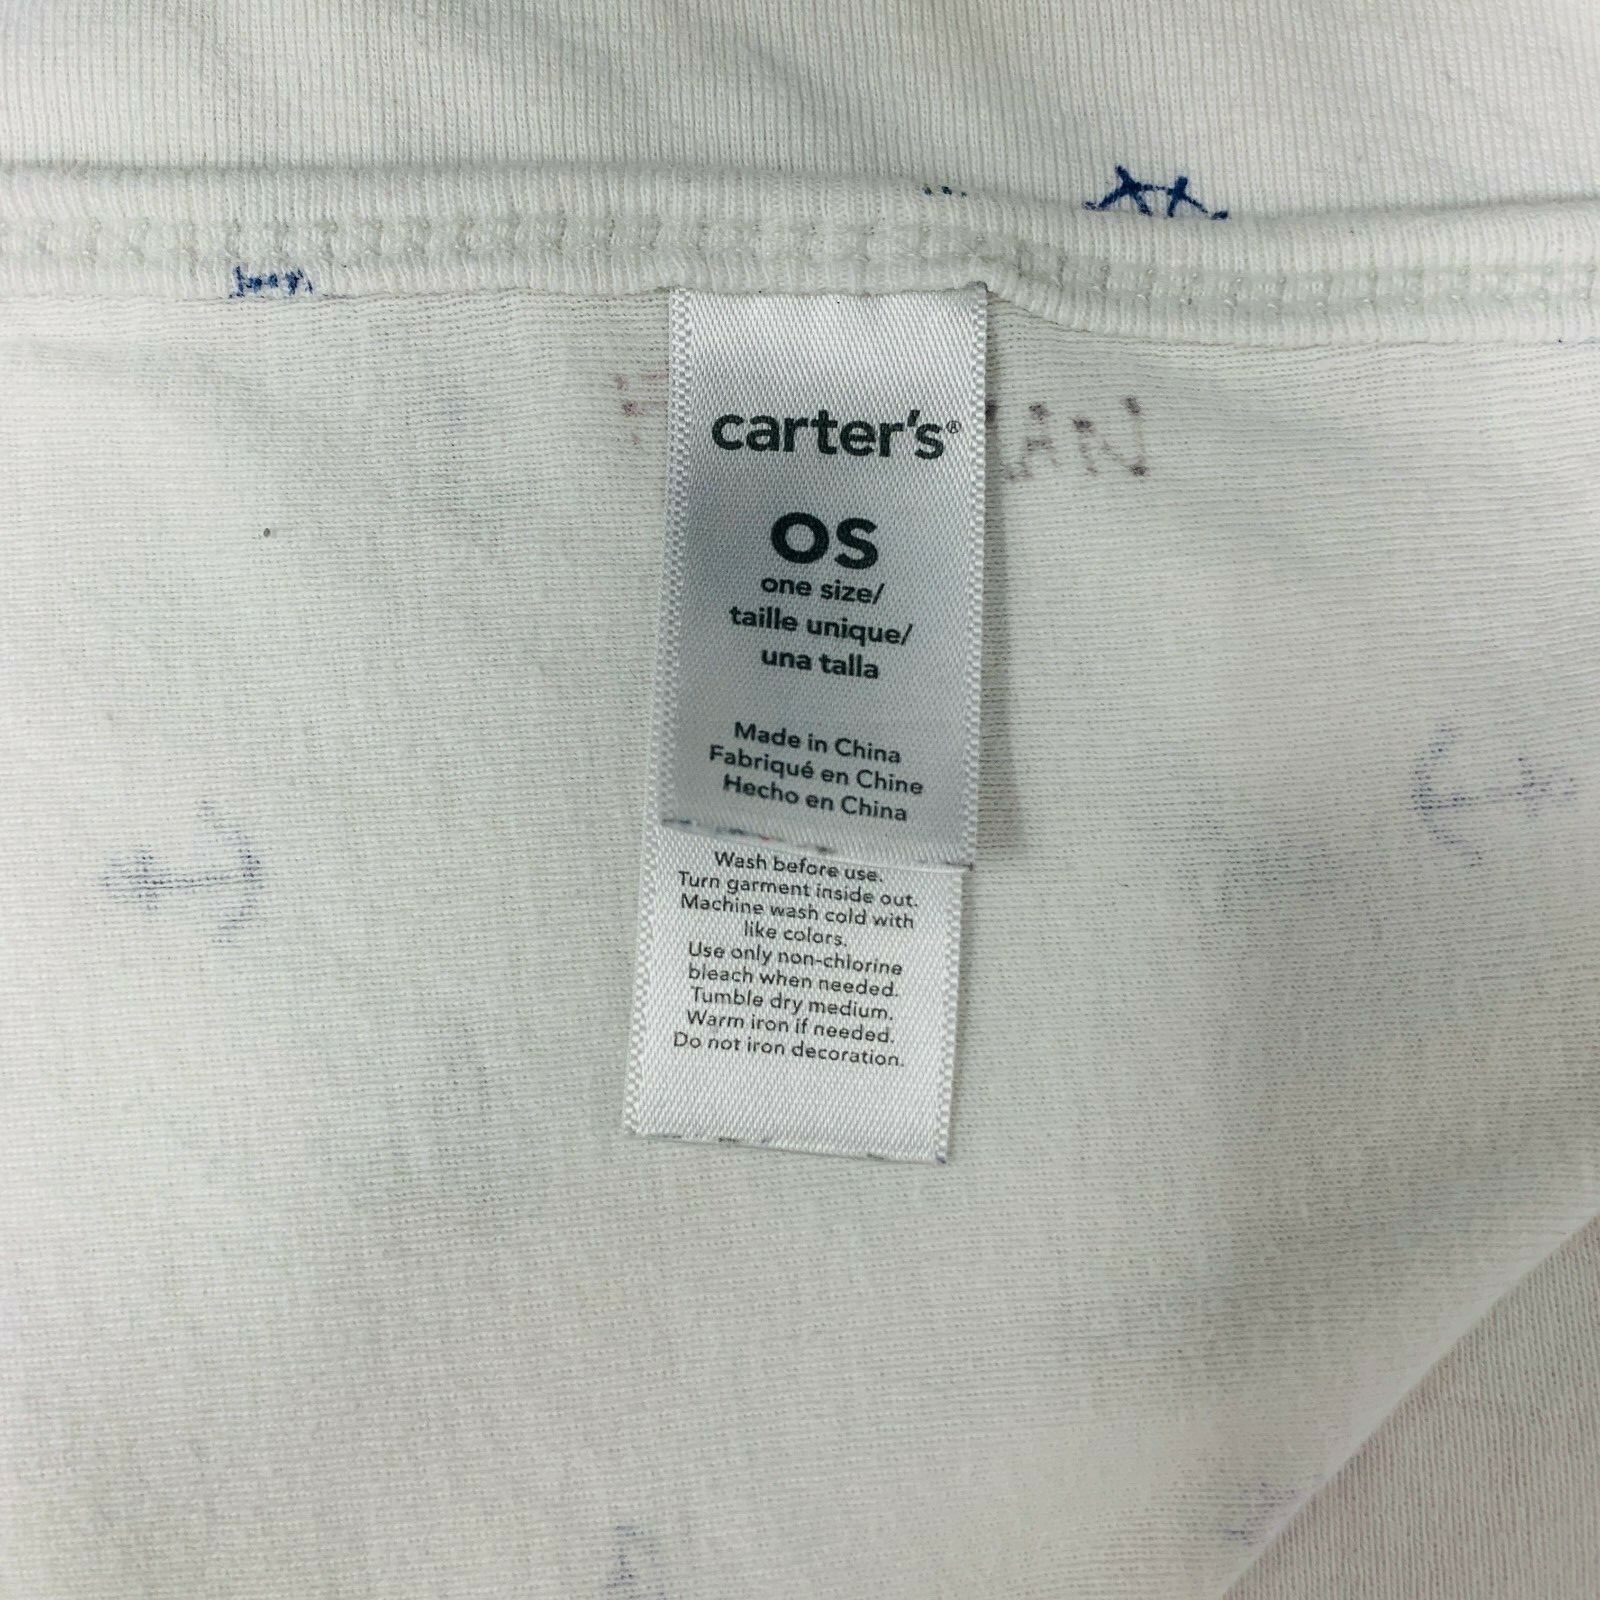 carter's®
OS
one size/
taille unique/
una talla
Made in China
Fabriqué en Chine
Hecho en China
Wash before use.
Turn garment inside out.
Machine wash cold with
like colors.
Use only non-chlorine
bleach when needed.
Tumble dry medium.
Warm iron if needed.
Do not iron decoration.